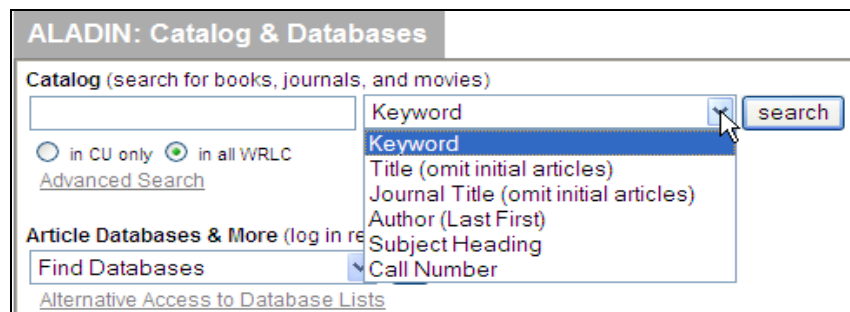 ALADIN: Catalog & Databases
Catalog (search for books, journals, and movies)
Keyword search
Keyword
in CU only in all WRLC
Title (omit initial articles)
Advanced Search
Journal Title (omit initial articles)
Author (Last First)
Article Databases & More (log in re
Subject Heading
Find Databases
Call Number
Alternative Access to Database Lists